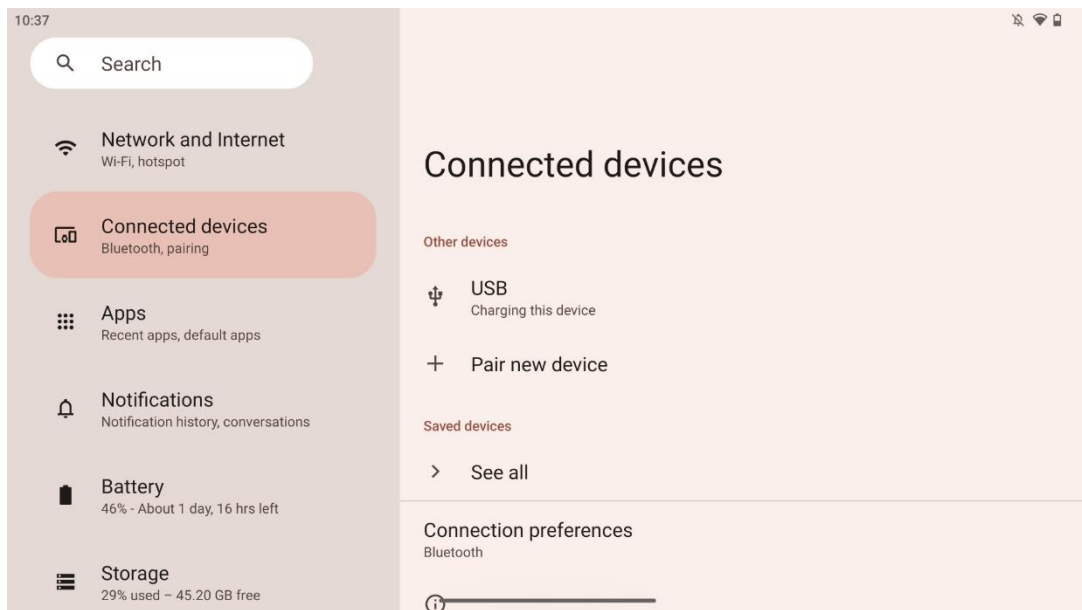 10:37
Search
Network and Internet
Wi-Fi, hotspot
Connected devices
Bluetooth, pairing
Apps
Recent apps, default apps
Notifications
Notification history, conversations
Battery
46% - About 1 day, 16 hrs left
Storage
29% used – 45.20 GB free
Connected devices
Other devices
USB
Charging this device
Pair new device
Saved devices
See all
Connection preferences
Bluetooth